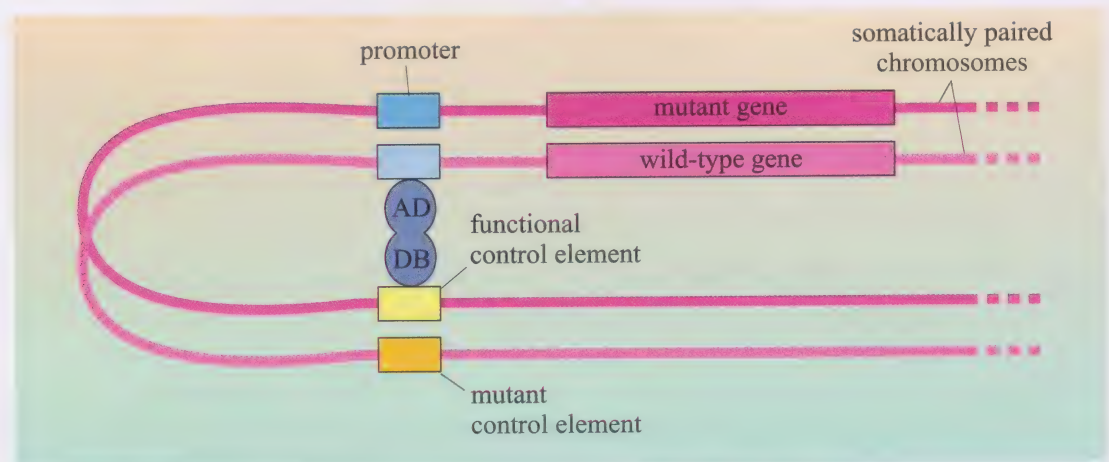 promoter
somatically paired
chromosomes
mutant gene
wild-type gene
AD
DB
functional
control element
mutant
control element